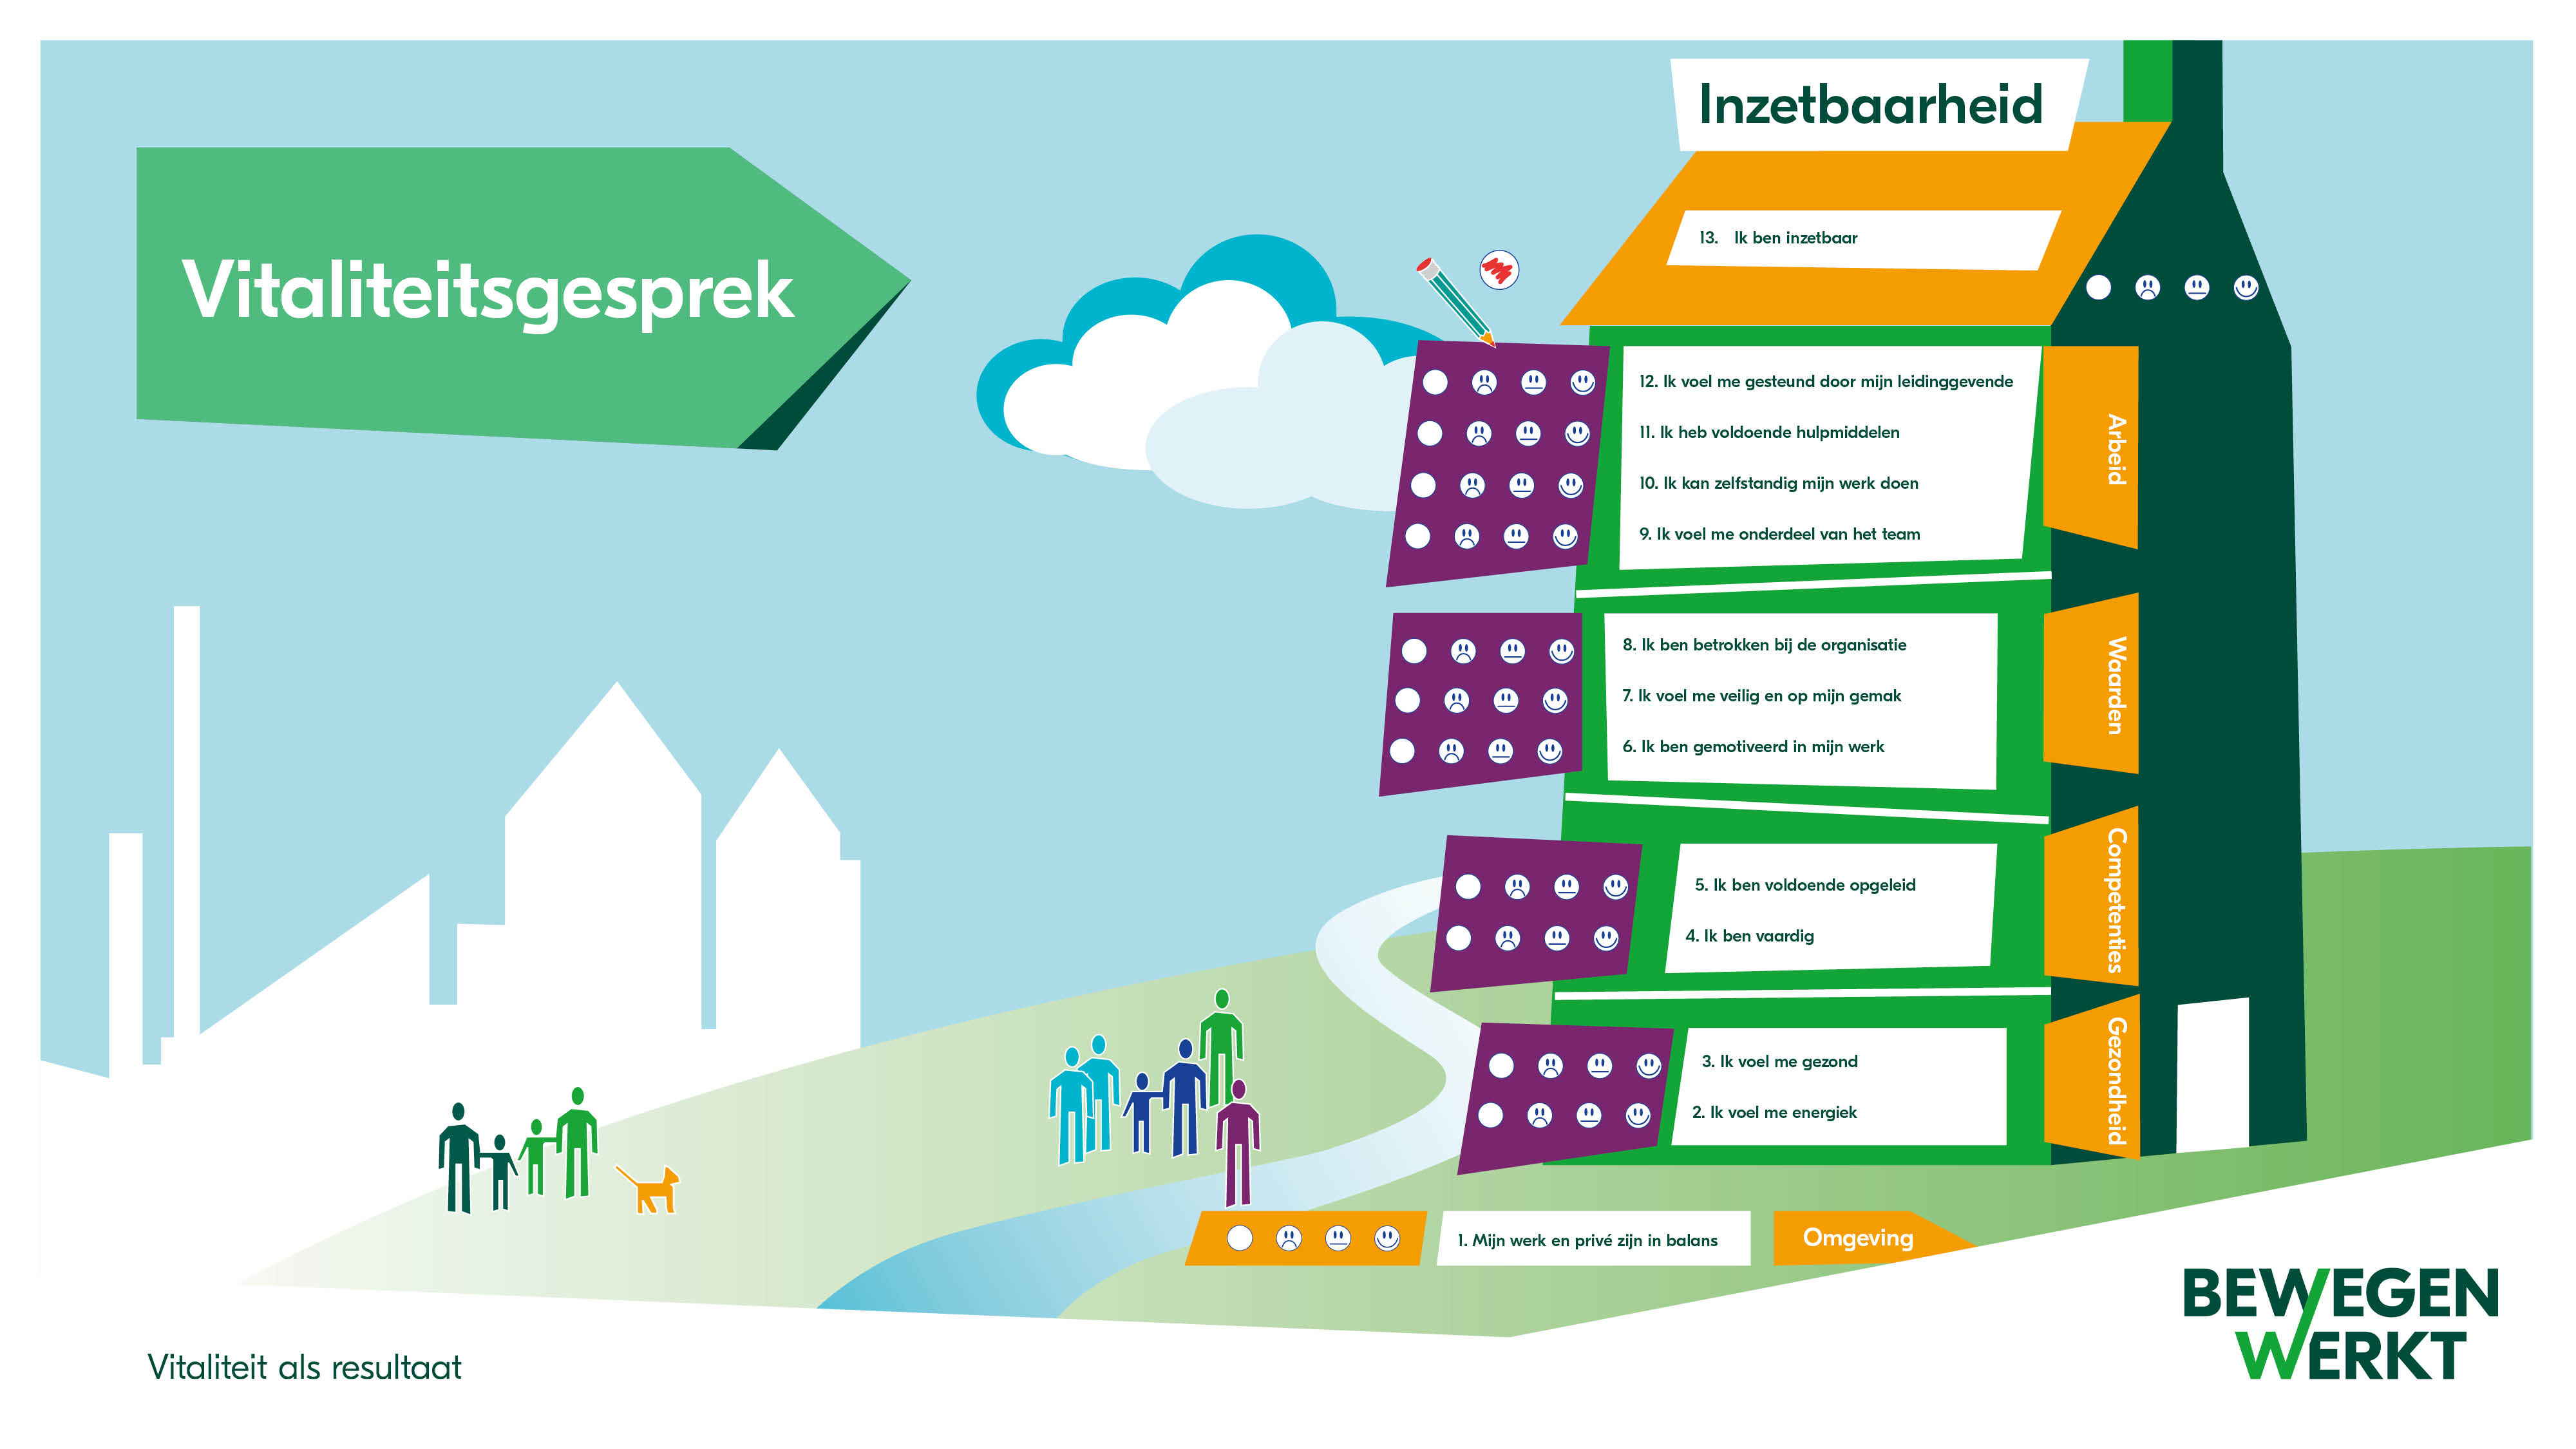 Vitaliteitsgesprek
Inzetbaarheid
13. Ik ben inzetbaar
12. Ik voel me gesteund door mijn leidinggevende
11. Ik heb voldoende hulpmiddelen
10. Ik kan zelfstandig mijn werk doen
9. Ik voel me onderdeel van het team
Arbeid
8. Ik ben betrokken bij de organisatie
7. Ik voel me veilig en op mijn gemak
6. Ik ben gemotiveerd in mijn werk
Waarden
5. Ik ben voldoende opgeleid
4. Ik ben vaardig
Competenties
3. Ik voel me gezond
2. Ik voel me energiek
Gezondheid
1. Mijn werk en privé zijn in balans
Omgeving
Vitaliteit als resultaat
BEWEGEN
WERKT